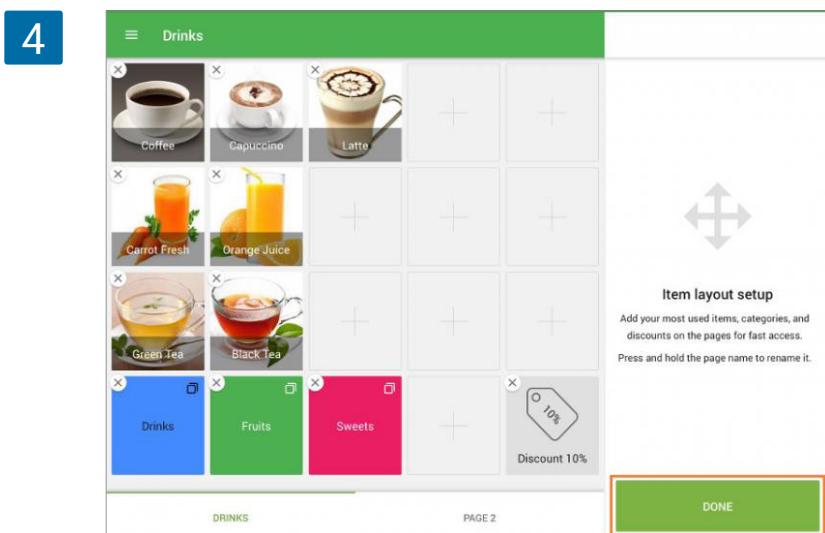 4
Drinks
Coffee
Capuccino
Latte
Carrot Fresh
Orange Juice
Green Tea
Black Tea
Drinks
Fruits
Sweets
10%
Discount 10%
DRINKS
PAGE 2
Item layout setup
Add your most used items, categories, and
discounts on the pages for fast access.
Press and hold the page name to rename it.
DONE